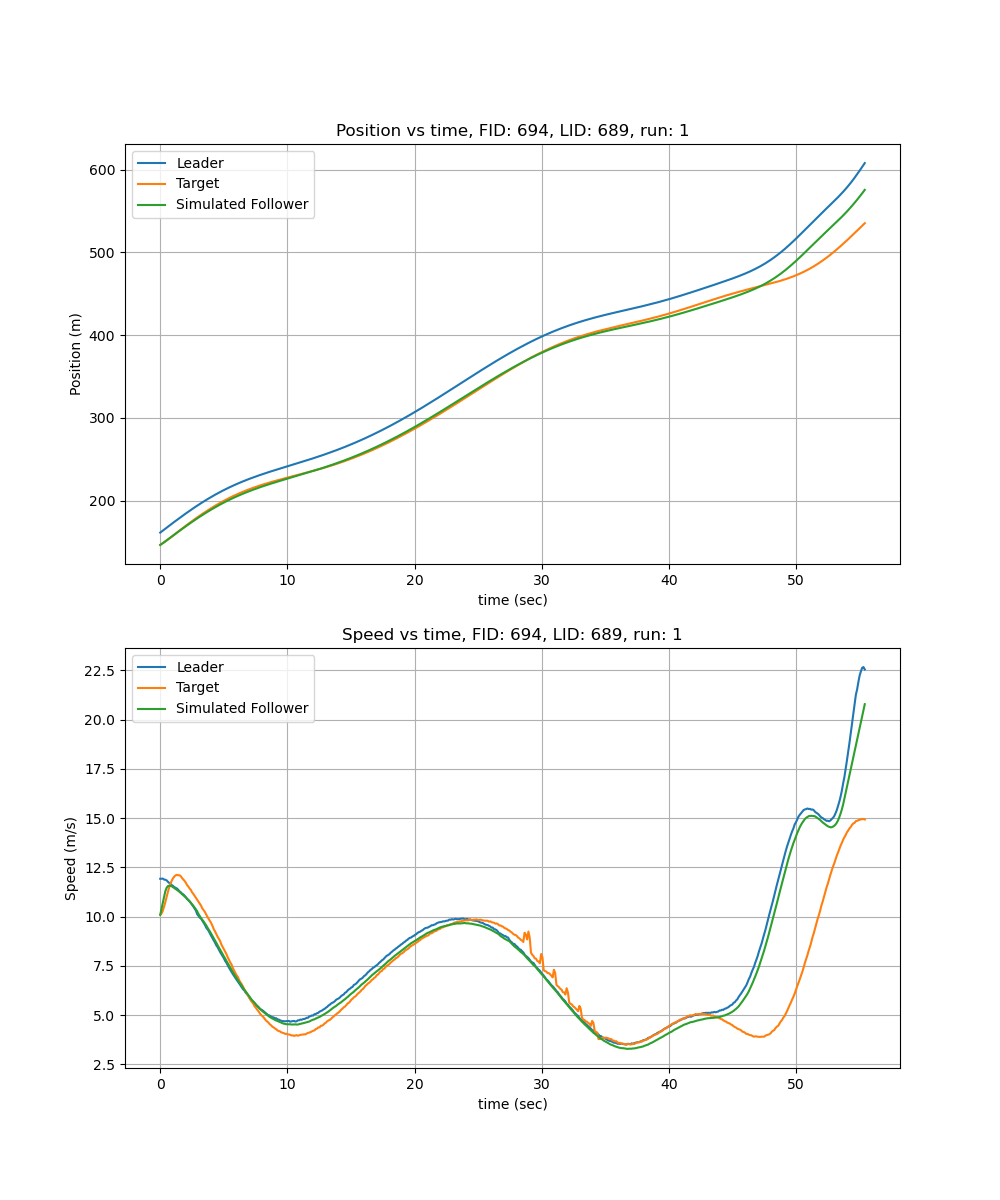 Position vs time, FID: 694, LID: 689, run: 1
Leader
Target
Simulated Follower
600
500
400
300
200
Position (m)
0 10 20 30 40 50
time (sec)
Speed vs time, FID: 694, LID: 689, run: 1
Leader
Target
Simulated Follower
22.5
20.0
17.5
15.0
12.5
10.0
7.5
5.0
2.5
Speed (m/s)
0 10 20 30 40 50
time (sec)